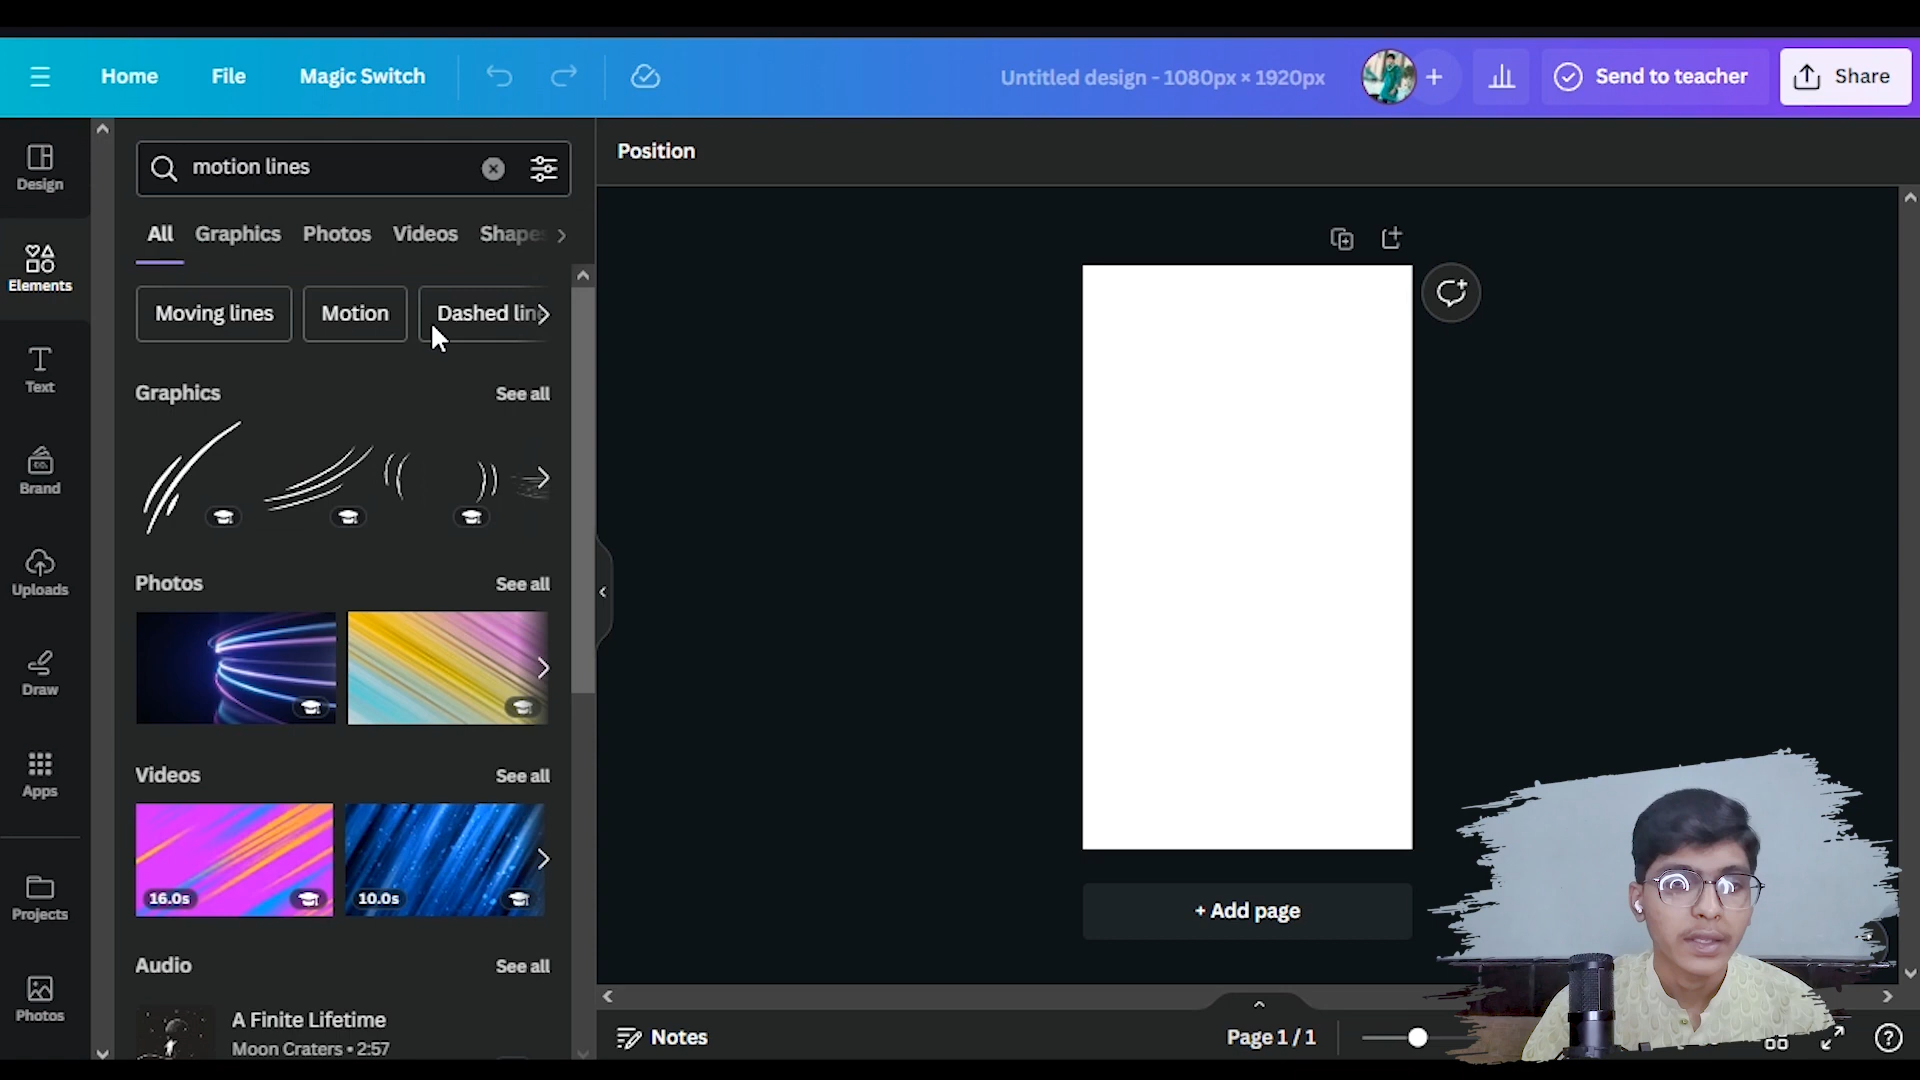 Home
File
Magic Switch
Untitled design - 1080px × 1920px
Send to teacher
Share
Design
Elements
Text
Brand
Uploads
Draw
Apps
Projects
Photos
motion lines
All
Graphics
Photos
Videos
Shapes
Moving lines
Motion
Dashed lin
Graphics
See all
Photos
See all
Videos
See all
16.0s
10.0s
Audio
See all
A Finite Lifetime
Moon Craters • 2:57
Position
+ Add page
Notes
Page 1 / 1